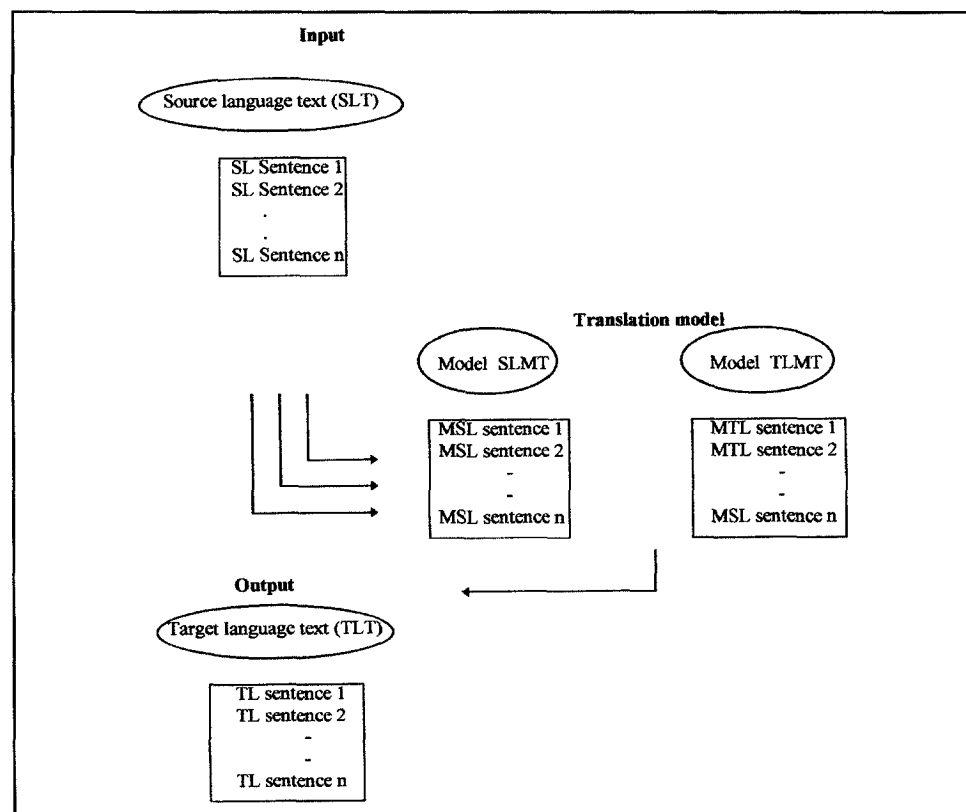 Input
Source language text (SLT)
SL Sentence 1
SL Sentence 2
.
.
SL Sentence n
Translation model
Model SLMT
Model TLMT
MSL sentence 1
MSL sentence 2
-
-
MSL sentence n
MTL sentence 1
MTL sentence 2
-
-
MSL sentence n
Output
Target language text (TLT)
TL sentence 1
TL sentence 2
-
-
TL sentence n